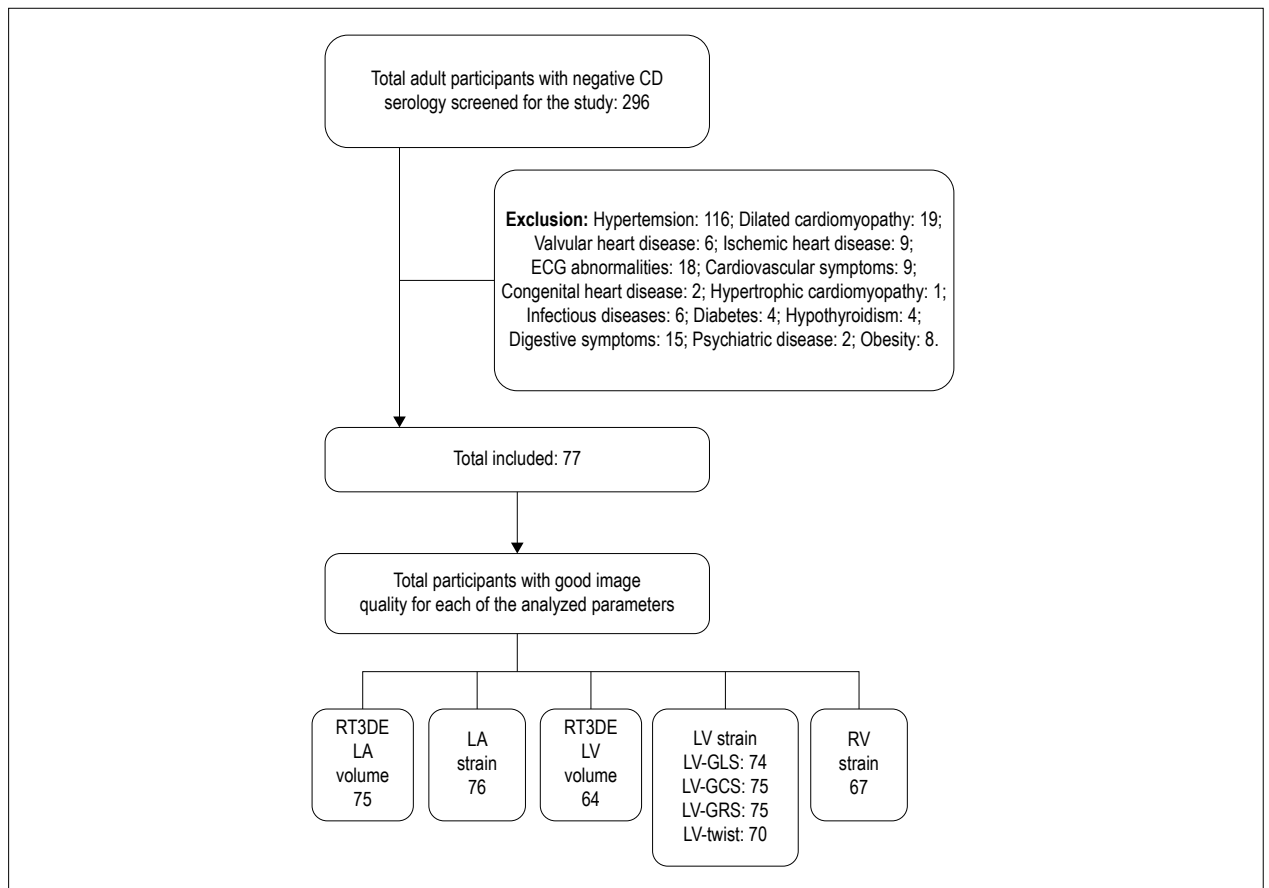 Total adult participants with negative CD
serology screened for the study: 296
Exclusion: Hypertemsion: 116; Dilated cardiomyopathy: 19;
Valvular heart disease: 6; Ischemic heart disease: 9;
ECG abnormalities: 18; Cardiovascular symptoms: 9;
Congenital heart disease: 2; Hypertrophic cardiomyopathy: 1;
Infectious diseases: 6; Diabetes: 4; Hypothyroidism: 4;
Digestive symptoms: 15; Psychiatric disease: 2; Obesity: 8.
Total included: 77
Total participants with good image
quality for each of the analyzed parameters
RT3DE
LA
volume
75
LA
strain
76
RT3DE
LV
volume
64
LV strain
LV-GLS: 74
LV-GCS: 75
LV-GRS: 75
LV-twist: 70
RV
strain
67